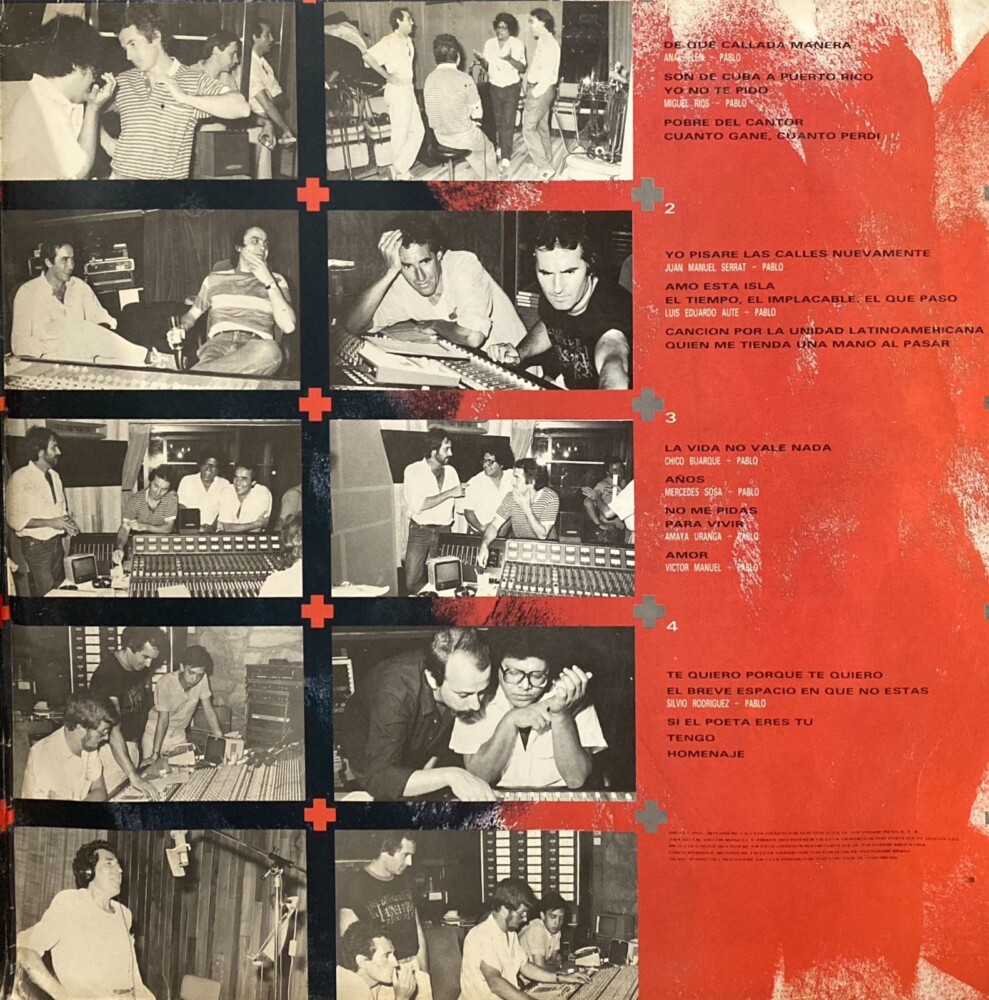 DE QUE CALLADA MANERA
ANA BELEN - PABLO
SON DE CUBA A PUERTO RICO
YO NO TE PIDO
MIGUEL RIOS - PABLO
POBRE DEL CANTOR
CUANTO GANE, CUANTO PERDI
2
YO PISARE LAS CALLES NUEVAMENTE
JUAN MANUEL SERRAT - PABLO
AMO ESTA ISLA
EL TIEMPO, EL IMPLACABLE, EL QUE PASO
LUIS EDUARDO AUTE - PABLO
CANCION POR LA UNIDAD LATINOAMERICANA
QUIEN ME TIENDA UNA MANO AL PASAR
3
LA VIDA NO VALE NADA
CHICO BUARQUE - PABLO
AÑOS
MERCEDES SOSA - PABLO
NO ME PIDAS
PARA VIVIR
AMAYA URANGA - PABLO
AMOR
VICTOR MANUEL - PABLO
4
TE QUIERO PORQUE TE QUIERO
EL BREVE ESPACIO EN QUE NO ESTAS
SILVIO RODRIGUEZ - PABLO
SI EL POETA ERES TU
TENGO
HOMENAJE